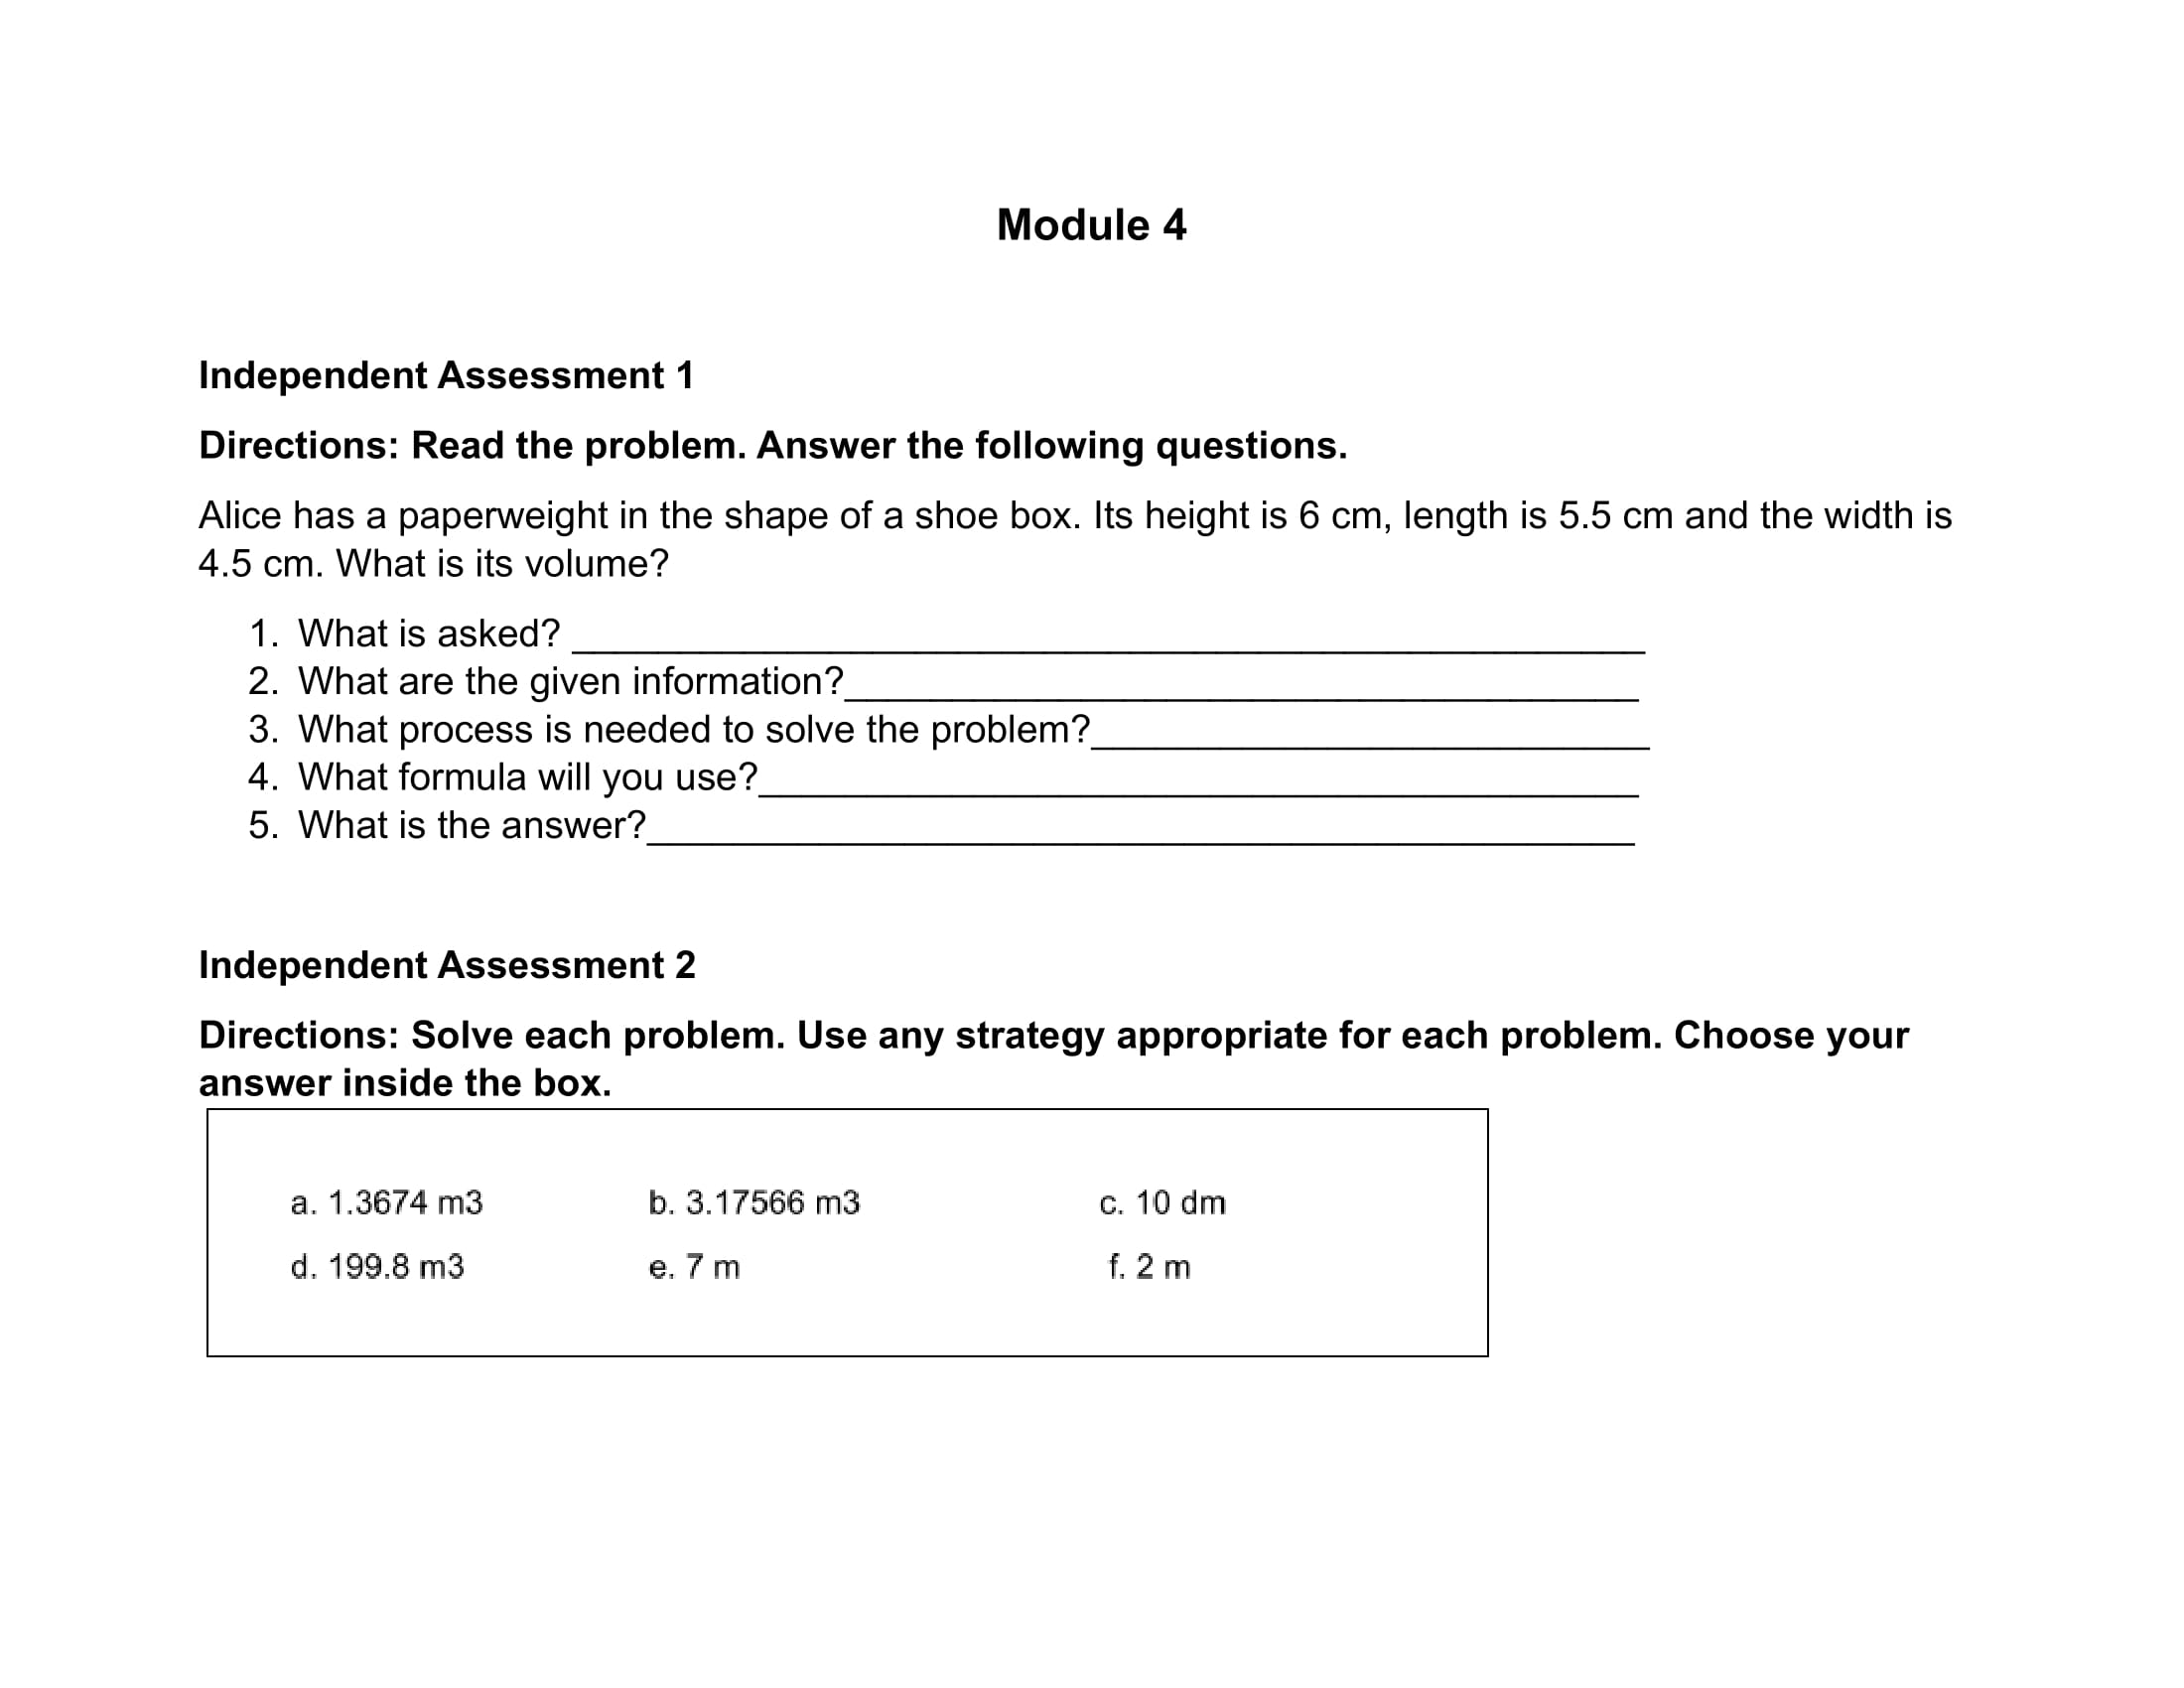 Module 4
Independent Assessment 1
Directions: Read the problem. Answer the following questions.
Alice has a paperweight in the shape of a shoe box. Its height is 6 cm, length is 5.5 cm and the width is
4.5 cm. What is its volume?
1. What is asked? ____________________________________________________
2. What are the given information?______________________________________
3. What process is needed to solve the problem?___________________________
4. What formula will you use?__________________________________________
5. What is the answer?_______________________________________________
Independent Assessment 2
Directions: Solve each problem. Use any strategy appropriate for each problem. Choose your
answer inside the box.
a. 1.3674 m3 b. 3.17566 m3 c. 10 dm
d. 199.8 m3 e. 7 m f. 2 m